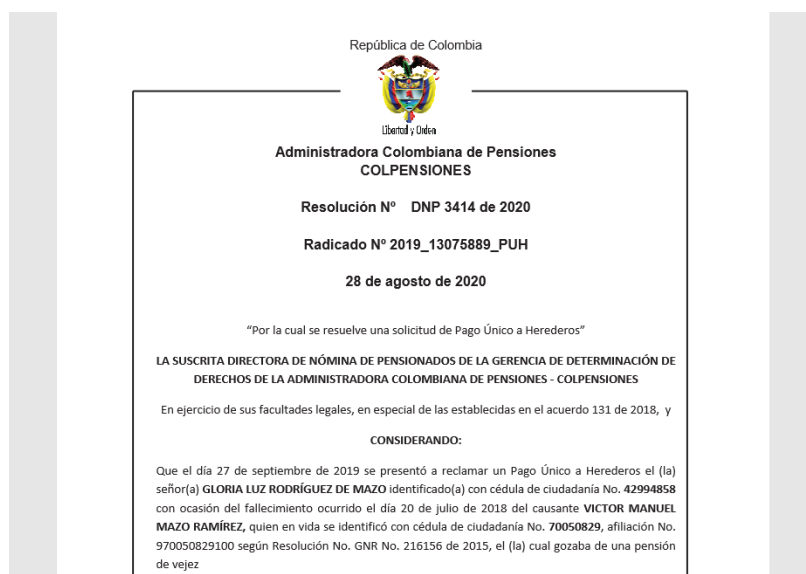 República de Colombia
Libertad y Orden
Administradora Colombiana de Pensiones
COLPENSIONES
Resolución Nº DNP 3414 de 2020
Radicado Nº 2019_13075889_PUH
28 de agosto de 2020
“Por la cual se resuelve una solicitud de Pago Único a Herederos”
LA SUSCRITA DIRECTORA DE NÓMINA DE PENSIONADOS DE LA GERENCIA DE DETERMINACIÓN DE
DERECHOS DE LA ADMINISTRADORA COLOMBIANA DE PENSIONES - COLPENSIONES
En ejercicio de sus facultades legales, en especial de las establecidas en el acuerdo 131 de 2018, y
CONSIDERANDO:
Que el día 27 de septiembre de 2019 se presentó a reclamar un Pago Único a Herederos el (la)
señor(a) GLORIA LUZ RODRÍGUEZ DE MAZO identificado(a) con cédula de ciudadanía No. 42994858
con ocasión del fallecimiento ocurrido el día 20 de julio de 2018 del causante VICTOR MANUEL
MAZO RAMÍREZ, quien en vida se identificó con cédula de ciudadanía No. 70050829, afiliación No.
970050829100 según Resolución No. GNR No. 216156 de 2015, el (la) cual gozaba de una pensión
de vejez